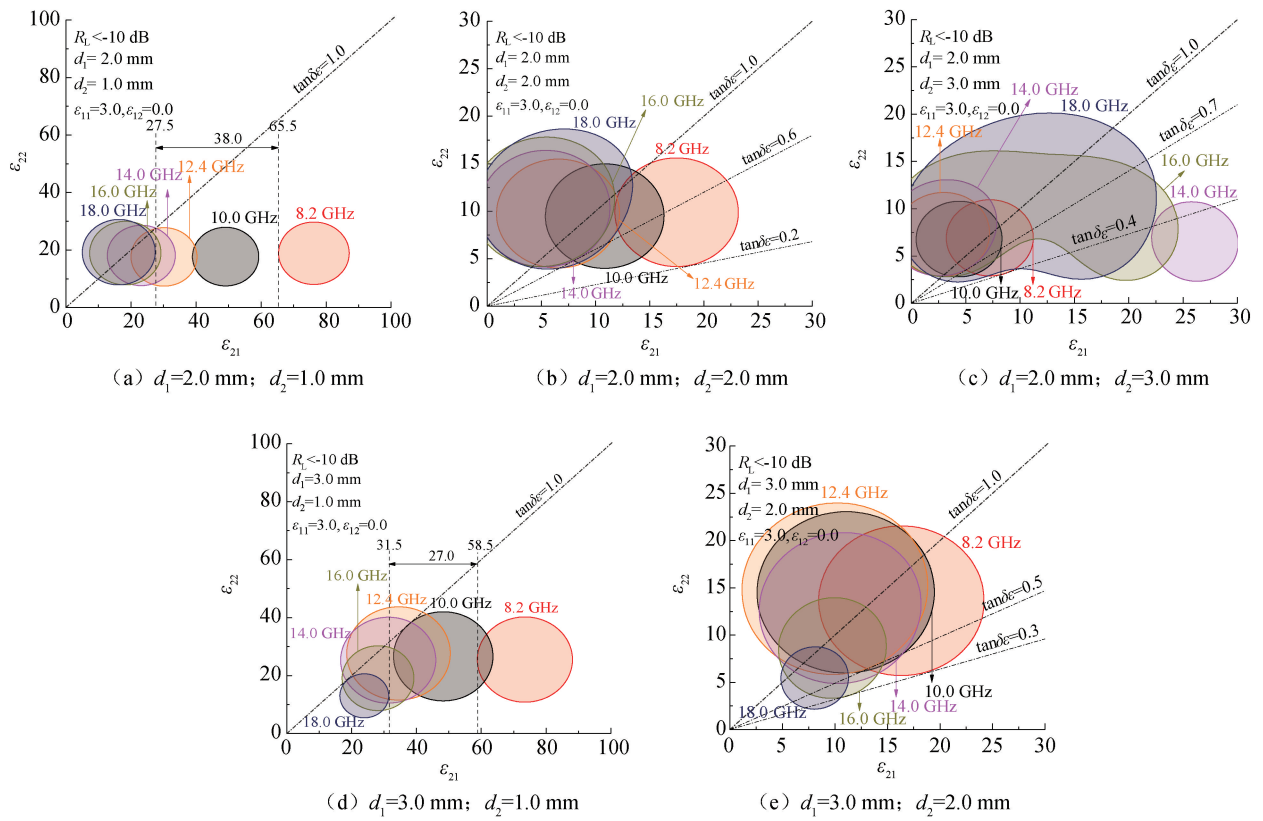 100
80
60
40
20
0
ε₂₂
R_L<-10 dB
d₁= 2.0 mm
d₂= 1.0 mm
ε₁₁=3.0,ε₁₂=0.0
27.5
38.0
65.5
tanδε=1.0
12.4 GHz
14.0 GHz
16.0 GHz
18.0 GHz
10.0 GHz
8.2 GHz
0 20 40 60 80 100
ε₂₁
(a) d₁=2.0 mm; d₂=1.0 mm
30
25
20
15
10
5
0
ε₂₂
R_L<-10 dB
d₁ =2.0 mm
d₂= 2.0 mm
ε₁₁=3.0,ε₁₂=0.0
tanδε=1.0
16.0 GHz
18.0 GHz
tanδε=0.6
8.2 GHz
tanδε=0.2
10.0 GHz
12.4 GHz
14.0 GHz
0 5 10 15 20 25 30
ε₂₁
(b) d₁=2.0 mm; d₂=2.0 mm
30
25
20
15
10
5
0
ε₂₂
R_L<-10 dB
d₁= 2.0 mm
d₂= 3.0 mm
ε₁₁=3.0,ε₁₂=0.0
tanδε=1.0
14.0 GHz
18.0 GHz
tanδε=0.7
12.4 GHz
16.0 GHz
14.0 GHz
tanδε=0.4
10.0 GHz
8.2 GHz
0 5 10 15 20 25 30
ε₂₁
(c) d₁=2.0 mm; d₂=3.0 mm
100
80
60
40
20
0
ε₂₂
R_L<-10 dB
d₁=3.0 mm
d₂=1.0 mm
ε₁₁=3.0,ε₁₂=0.0
tanδε=1.0
31.5
27.0
58.5
16.0 GHz
12.4 GHz
10.0 GHz
8.2 GHz
14.0 GHz
18.0 GHz
0 20 40 60 80 100
ε₂₁
(d) d₁=3.0 mm; d₂=1.0 mm
30
25
20
15
10
5
0
ε₂₂
R_L<-10 dB
d₁= 3.0 mm
12.4 GHz
d₂= 2.0 mm
ε₁₁=3.0,ε₁₂=0.0
tanδε=1.0
8.2 GHz
tanδε=0.5
tanδε=0.3
10.0 GHz
14.0 GHz
18.0 GHz
16.0 GHz
0 5 10 15 20 25 30
ε₂₁
(e) d₁=3.0 mm; d₂=2.0 mm